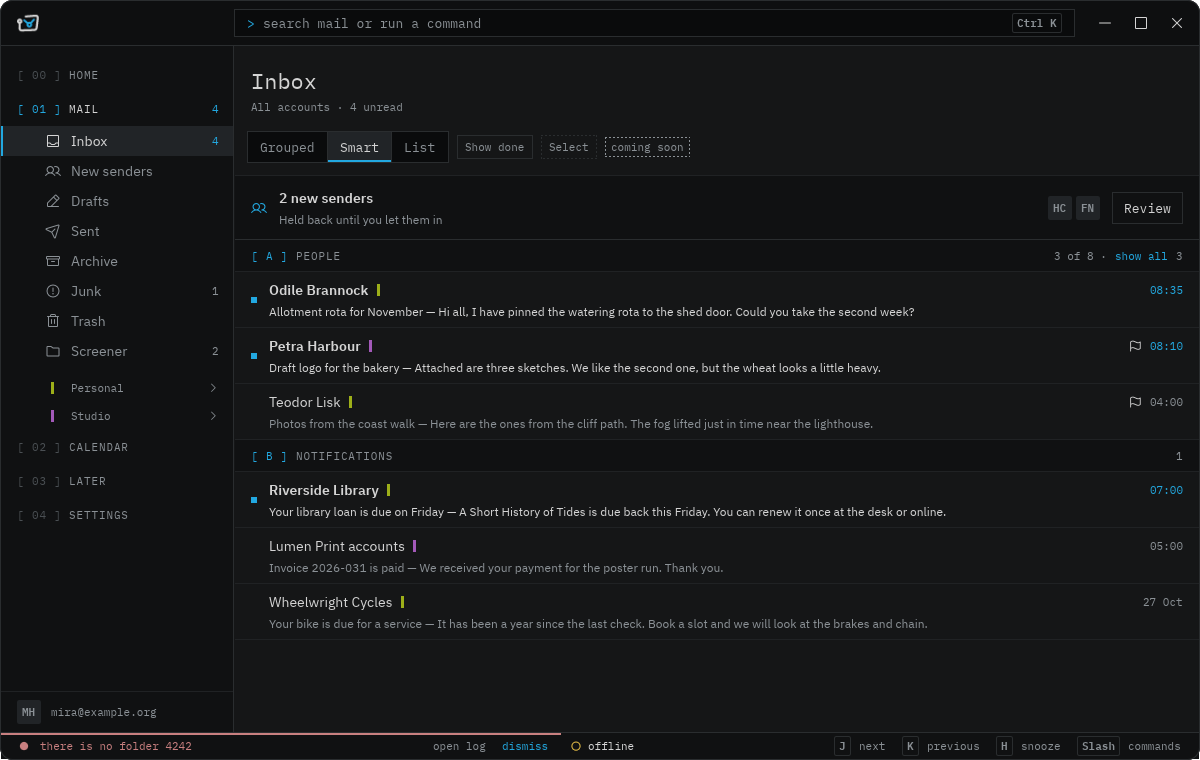 > search mail or run a command Ctrl K
[ 00 ] HOME
[ 01 ] MAIL 4
Inbox 4
New senders
Drafts
Sent
Archive
Junk 1
Trash
Screener 2
Personal
Studio
[ 02 ] CALENDAR
[ 03 ] LATER
[ 04 ] SETTINGS
MH mira@example.org
Inbox
All accounts · 4 unread
Grouped Smart List Show done Select coming soon
2 new senders
Held back until you let them in
HC FN Review
[ A ] PEOPLE 3 of 8 · show all 3
Odile Brannock 08:35
Allotment rota for November — Hi all, I have pinned the watering rota to the shed door. Could you take the second week?
Petra Harbour 08:10
Draft logo for the bakery — Attached are three sketches. We like the second one, but the wheat looks a little heavy.
Teodor Lisk 04:00
Photos from the coast walk — Here are the ones from the cliff path. The fog lifted just in time near the lighthouse.
[ B ] NOTIFICATIONS 1
Riverside Library 07:00
Your library loan is due on Friday — A Short History of Tides is due back this Friday. You can renew it once at the desk or online.
Lumen Print accounts 05:00
Invoice 2026-031 is paid — We received your payment for the poster run. Thank you.
Wheelwright Cycles 27 Oct
Your bike is due for a service — It has been a year since the last check. Book a slot and we will look at the brakes and chain.
there is no folder 4242 open log dismiss offline J next K previous H snooze Slash commands